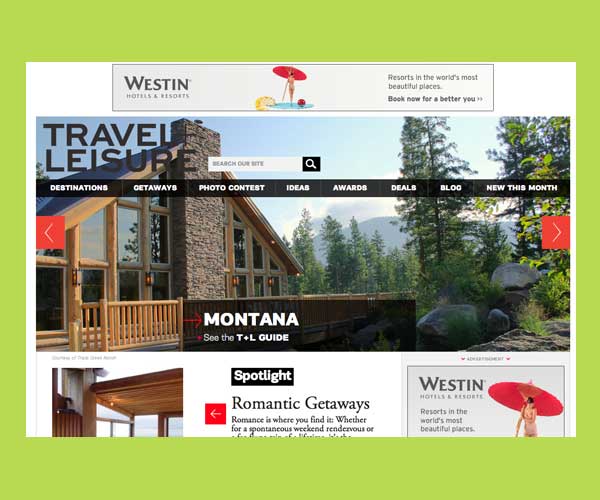 WESTIN®
HOTELS & RESORTS
Resorts in the world's most
beautiful places.
Book now for a better you >>
TRAVEL+
LEISURE
SEARCH OUR SITE
DESTINATIONS GETAWAYS PHOTO CONTEST IDEAS AWARDS DEALS BLOG NEW THIS MONTH
MONTANA
See the T+L GUIDE
Courtesy of Triple Creek Ranch
ADVERTISEMENT
Spotlight
Romantic Getaways
Romance is where you find it: Whether
for a spontaneous weekend rendezvous or
WESTIN®
HOTELS & RESORTS
Resorts in the
world's most
beautiful places.